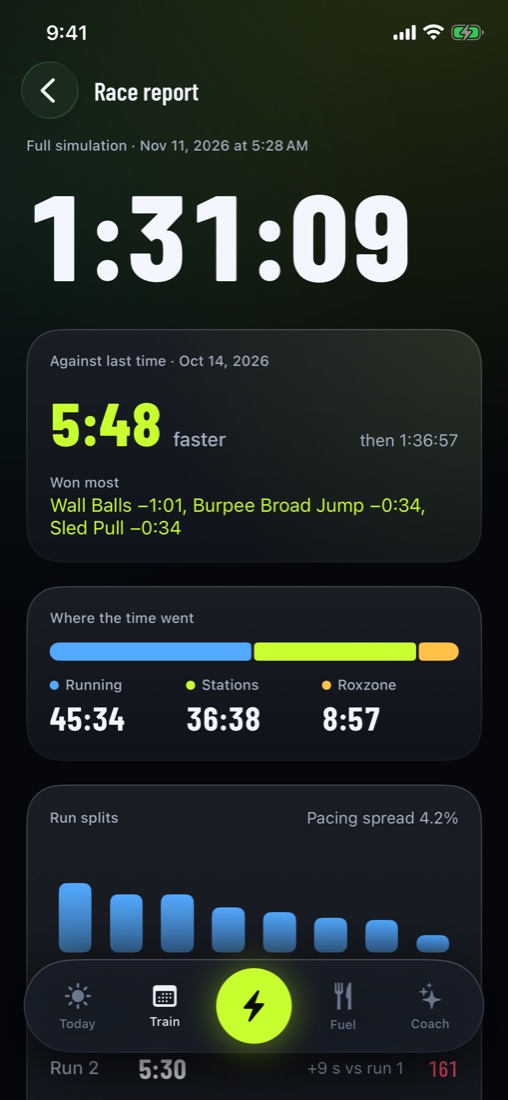 9:41
Race report
Full simulation · Nov 11, 2026 at 5:28 AM
1:31:09
Against last time · Oct 14, 2026
5:48 faster
then 1:36:57
Won most
Wall Balls −1:01, Burpee Broad Jump −0:34,
Sled Pull −0:34
Where the time went
Running
Stations
Roxzone
45:34
36:38
8:57
Run splits
Pacing spread 4.2%
Today
Train
Fuel
Coach
Run 2
5:30
+9 s vs run 1
161